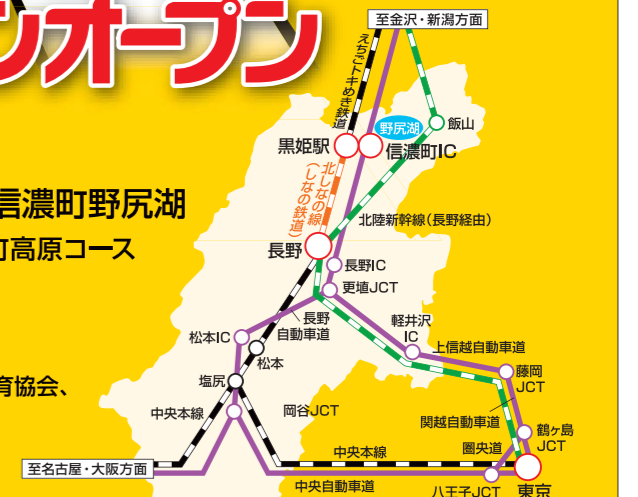 ンオープン
至金沢・新潟方面
えちごトキめき鉄道
飯山
野尻湖
黒姫駅
信濃町IC
信濃町野尻湖
北しなの線
(しなの鉄道)
北陸新幹線(長野経由)
町高原コース
長野
長野IC
更埴JCT
長野
自動車道
軽井沢
IC
上信越自動車道
松本IC
松本
塩尻
藤岡
JCT
育協会、
中央本線
岡谷JCT
関越自動車道
鶴ヶ島
JCT
圏央道
中央本線
至名古屋・大阪方面
中央自動車道
八王子JCT
東京